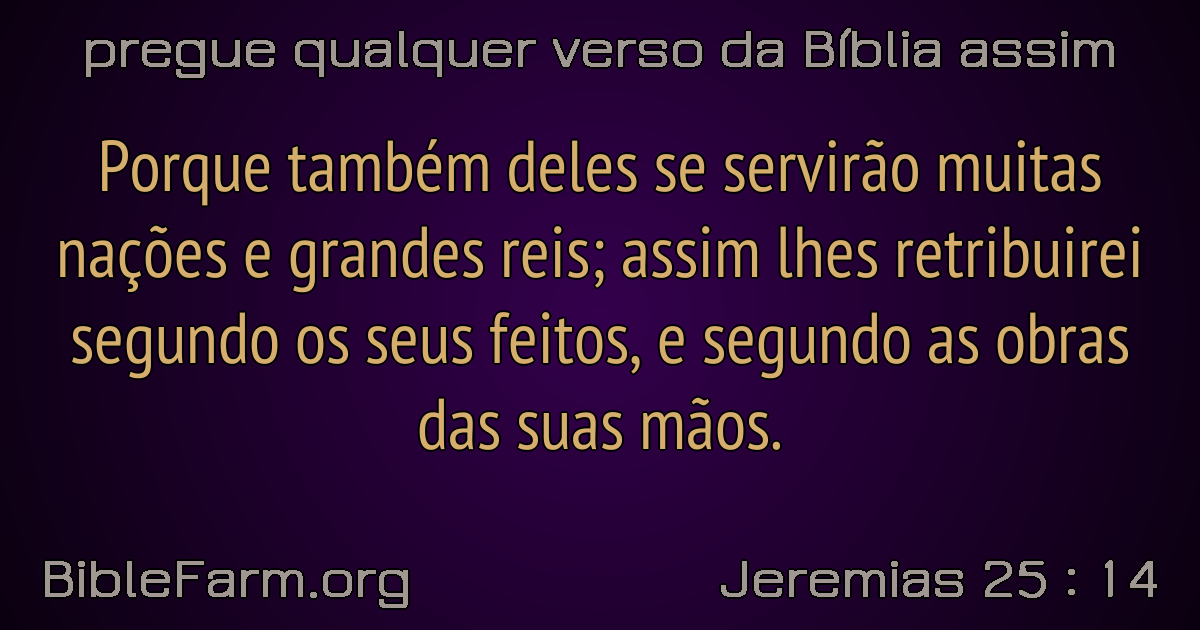 pregue qualquer verso da Bíblia assim
Porque também deles se servirão muitas
nações e grandes reis; assim lhes retribuirei
segundo os seus feitos, e segundo as obras
das suas mãos.
BibleFarm.org
Jeremias 25 : 14